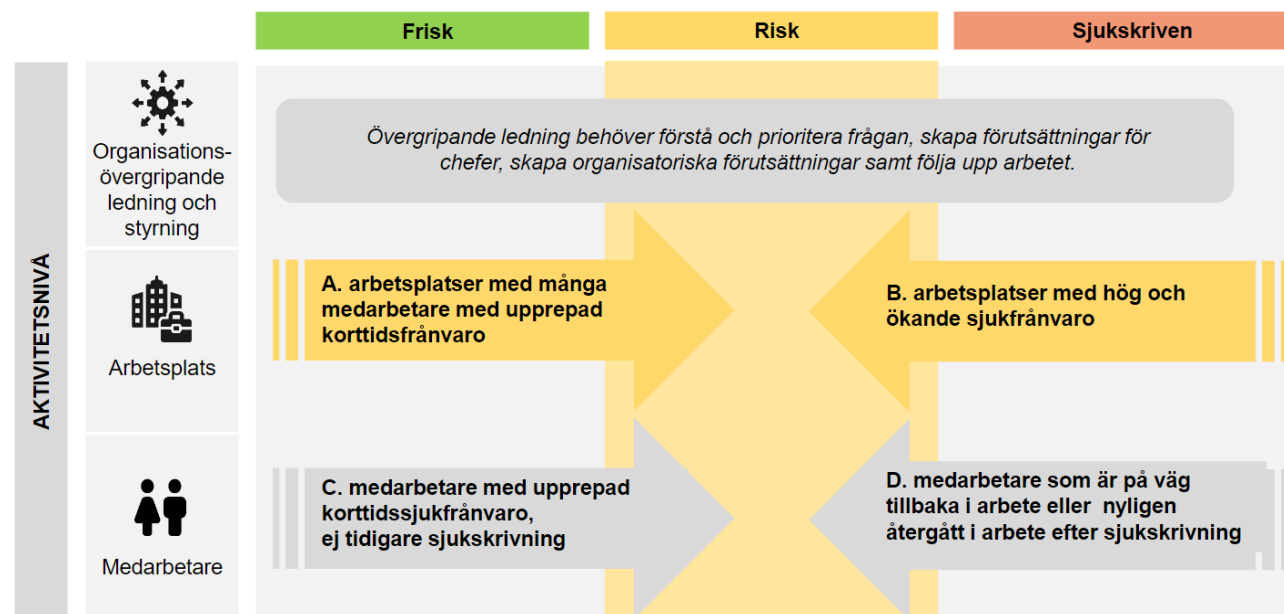 Frisk
Risk
Sjukskriven
AKTIVITETSNIVÅ
Organisations-
övergripande
ledning och
styrning
Övergripande ledning behöver förstå och prioritera frågan, skapa förutsättningar för
chefer, skapa organisatoriska förutsättningar samt följa upp arbetet.
Arbetsplats
A. arbetsplatser med många
medarbetare med upprepad
korttidsfrånvaro
B. arbetsplatser med hög och
ökande sjukfrånvaro
Medarbetare
C. medarbetare med upprepad
korttidssjukfrånvaro,
ej tidigare sjukskrivning
D. medarbetare som är på väg
tillbaka i arbete eller  nyligen
återgått i arbete efter sjukskrivning